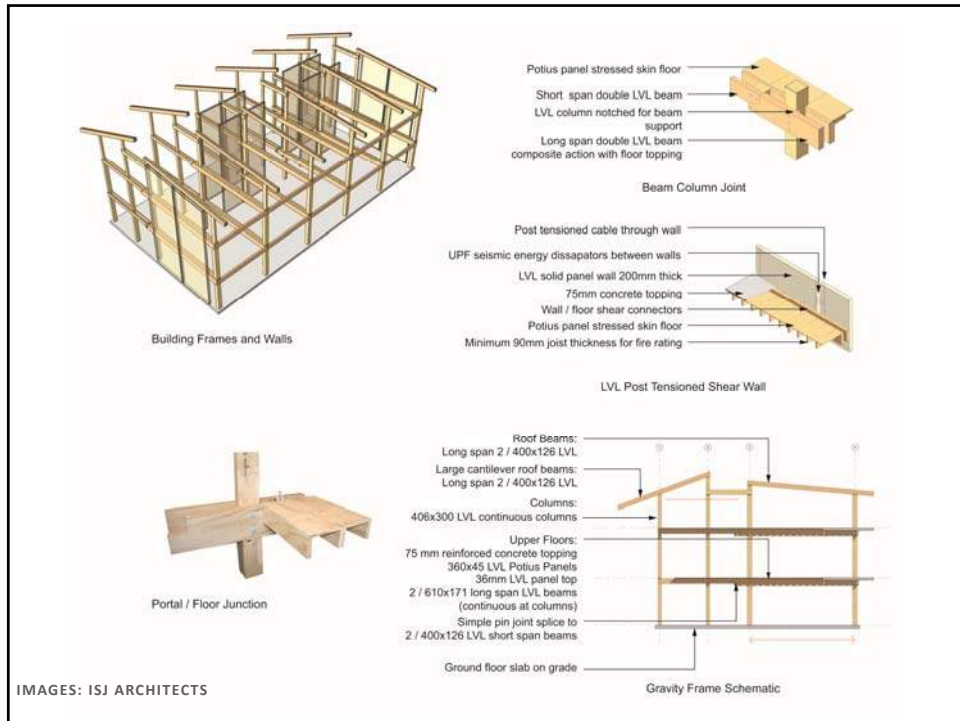 Building Frames and Walls
Potius panel stressed skin floor
Short span double LVL beam
LVL column notched for beam
support
Long span double LVL beam
composite action with floor topping
Beam Column Joint
Post tensioned cable through wall
UPF seismic energy dissapators between walls
LVL solid panel wall 200mm thick
75mm concrete topping
Wall / floor shear connectors
Potius panel stressed skin floor
Minimum 90mm joist thickness for fire rating
LVL Post Tensioned Shear Wall
Portal / Floor Junction
Roof Beams:
Long span 2 / 400x126 LVL
Large cantilever roof beams:
Long span 2 / 400x126 LVL
Columns:
406x300 LVL continuous columns
Upper Floors:
75 mm reinforced concrete topping
360x45 LVL Potius Panels
36mm LVL panel top
2 / 610x171 long span LVL beams
(continuous at columns)
Simple pin joint splice to
2 / 400x126 LVL short span beams
Ground floor slab on grade
Gravity Frame Schematic
IMAGES: ISJ ARCHITECTS